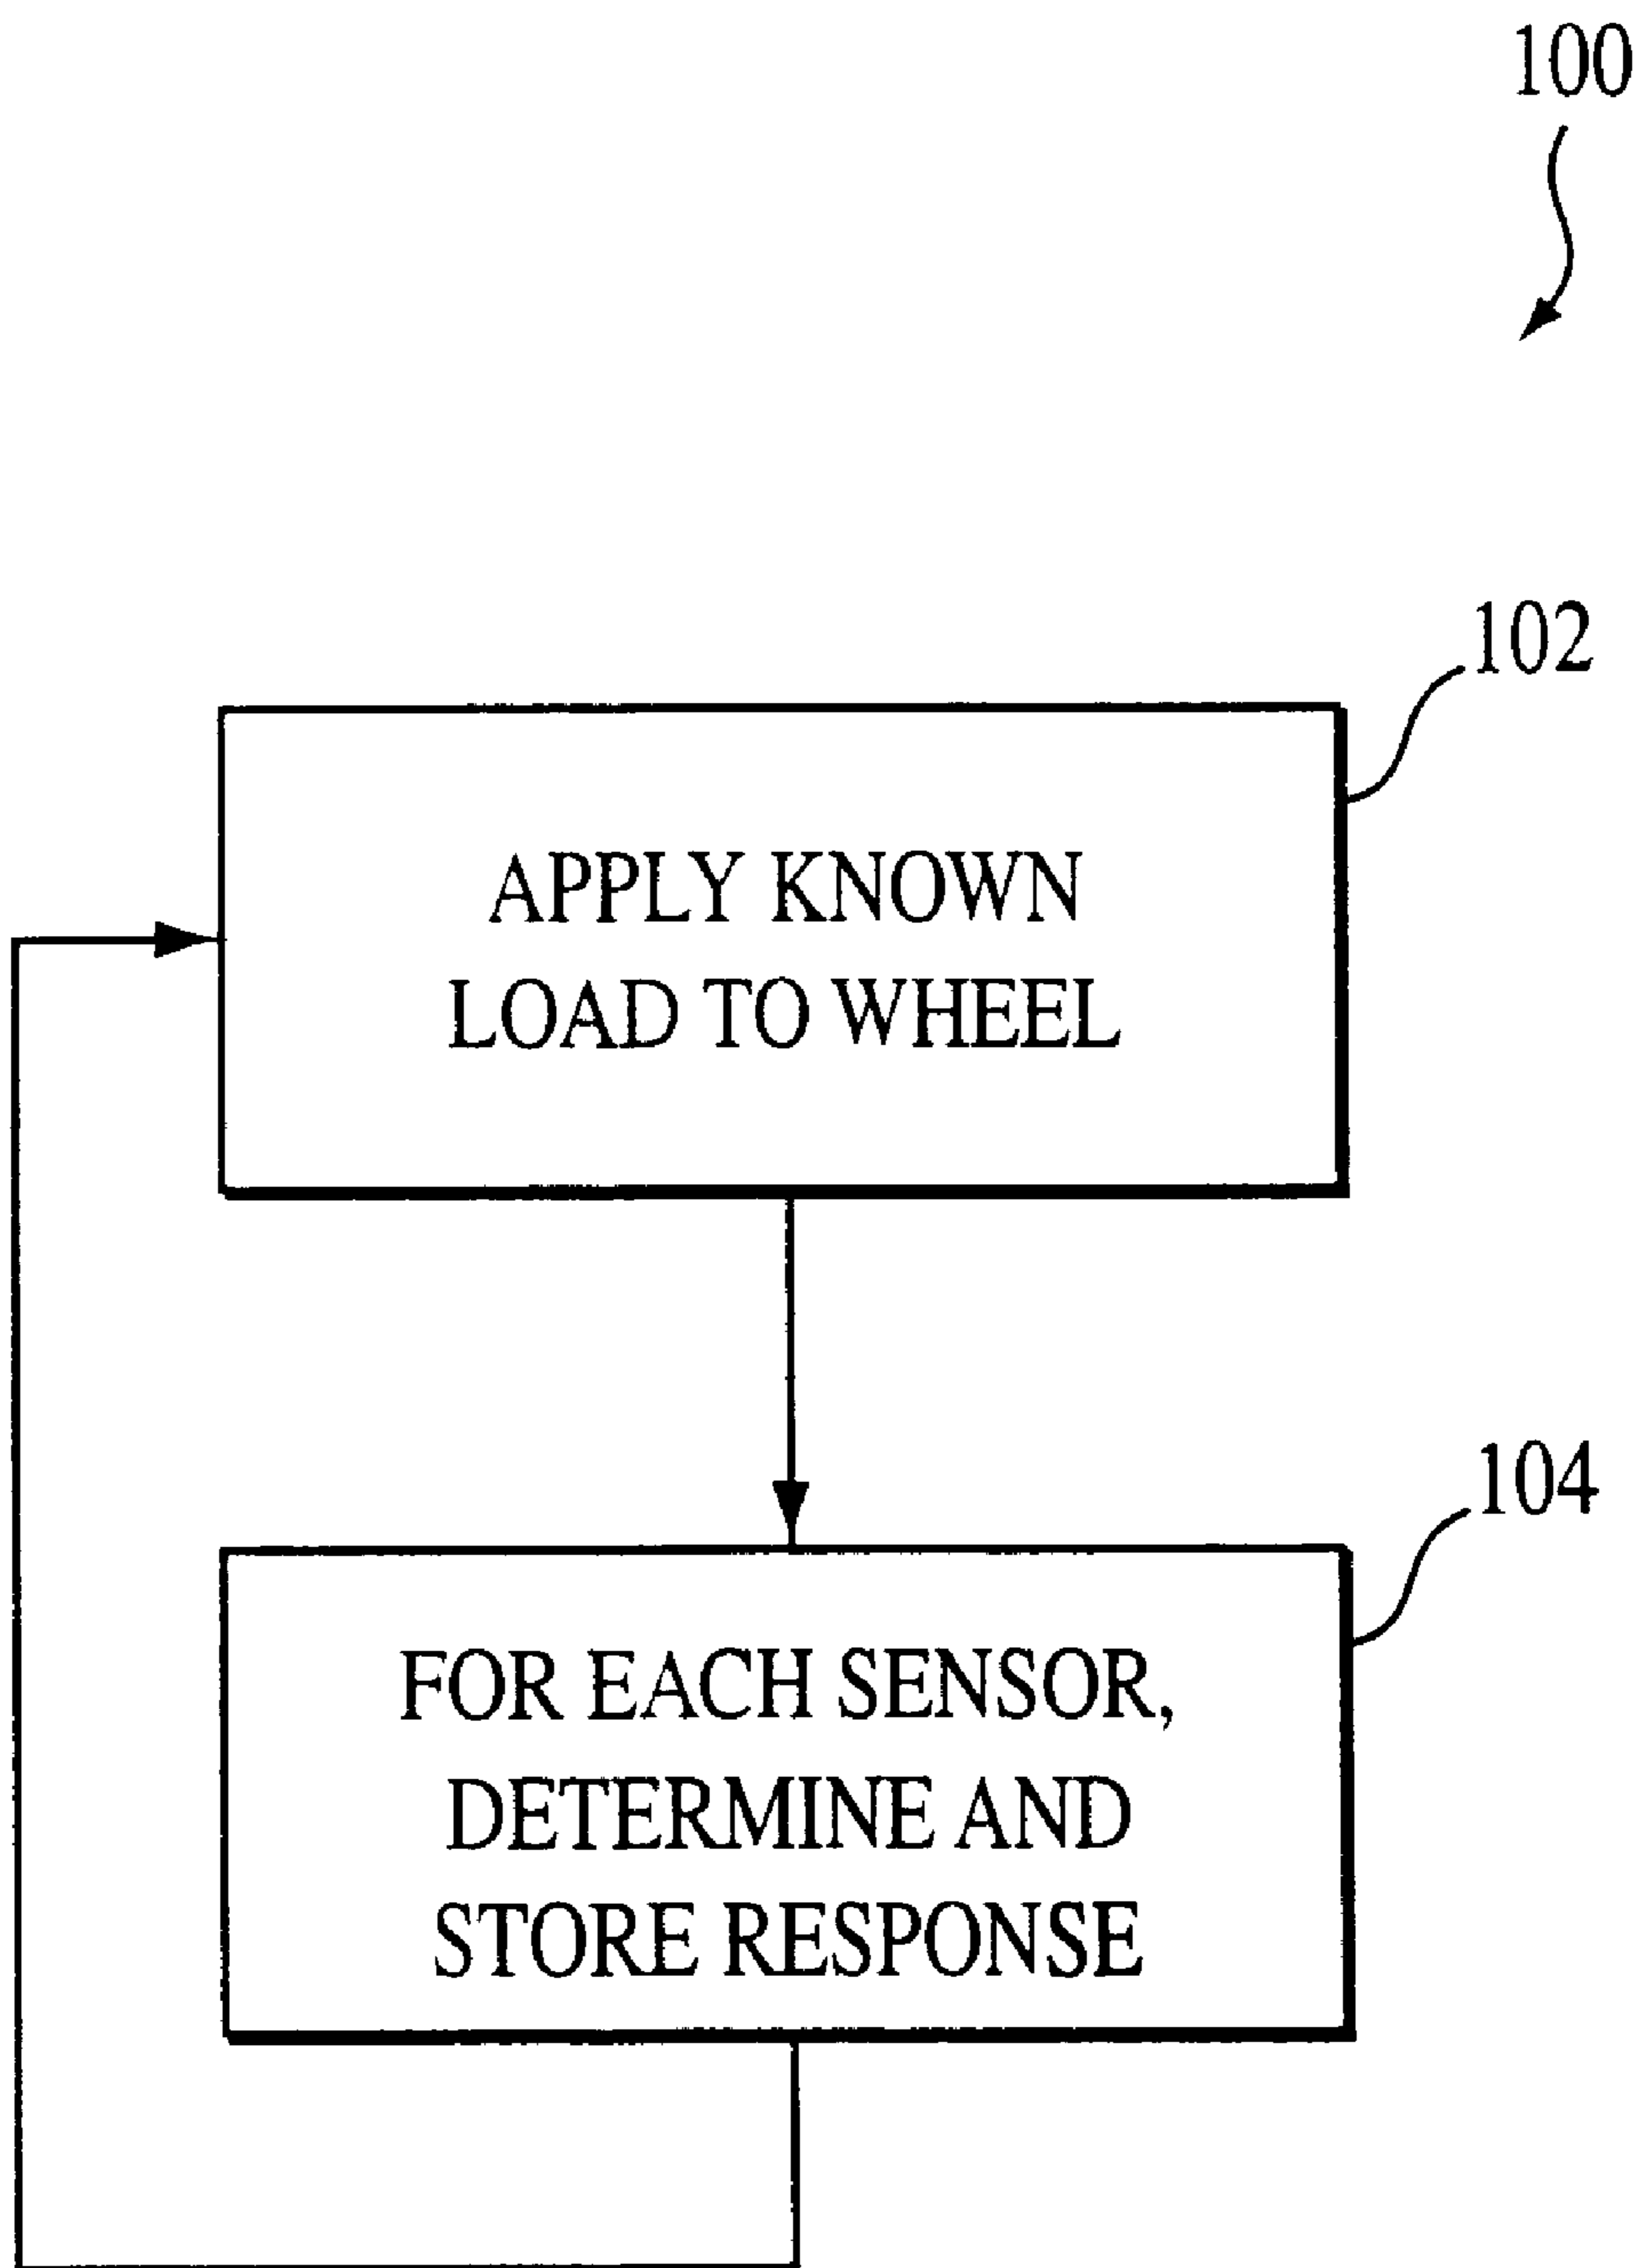 100
102
APPLY KNOWN
LOAD TO WHEEL
104
FOR EACH SENSOR,
DETERMINE AND
STORE RESPONSE